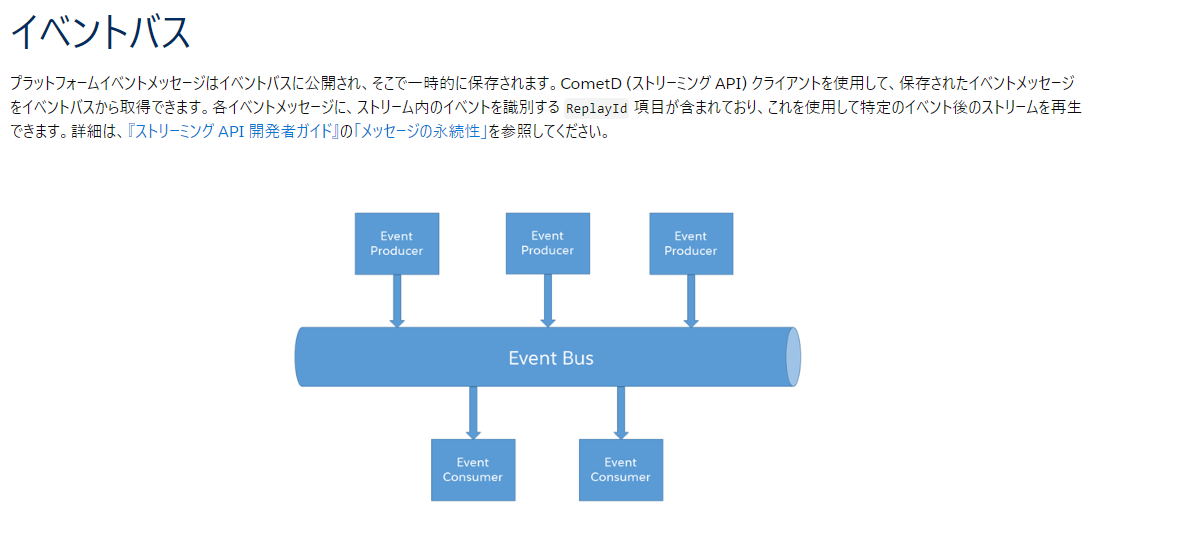 イベントバス
プラットフォームイベントメッセージはイベントバスに公開され、そこで一時的に保存されます。CometD (ストリーミング API) クライアントを使用して、保存されたイベントメッセージ
をイベントバスから取得できます。各イベントメッセージに、ストリーム内のイベントを識別する ReplayId 項目が含まれており、これを使用して特定のイベント後のストリームを再生
できます。詳細は、『ストリーミング API 開発者ガイド』の「メッセージの永続性」を参照してください。
Event
Producer
Event
Producer
Event
Producer
Event Bus
Event
Consumer
Event
Consumer